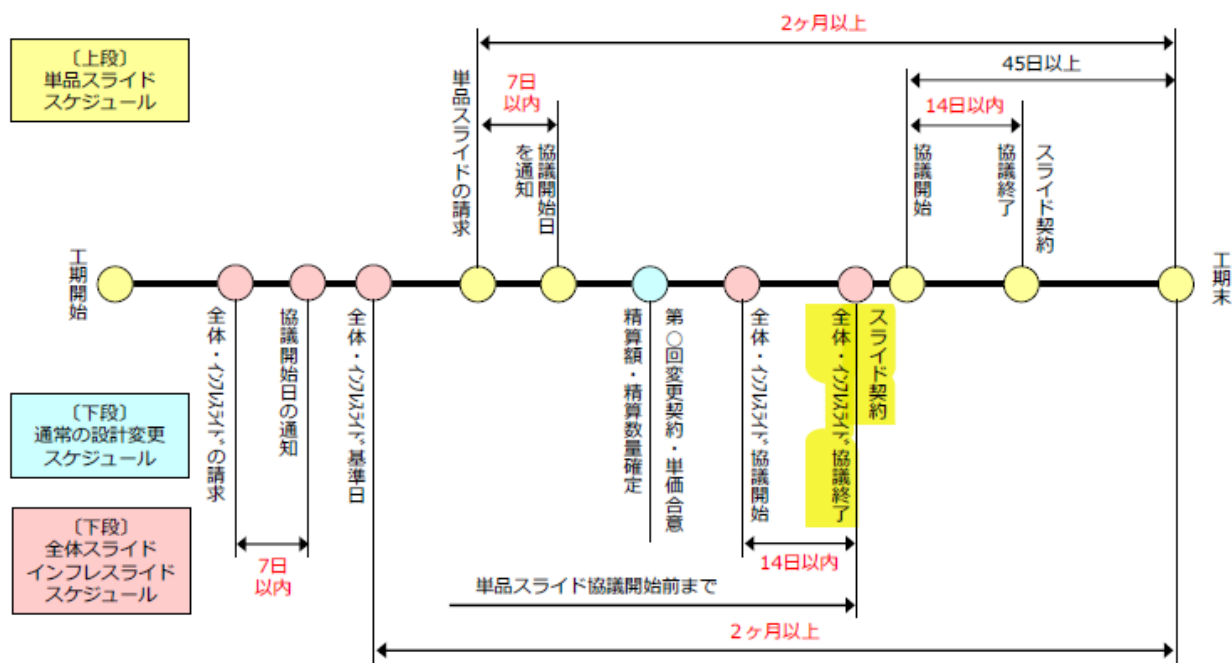 2ヶ月以上
〔上段〕
単品スライド
スケジュール
45日以上
7日
以内
14日以内
単品スライドの請求
協議開始日
を通知
協議開始
協議終了
スライド契約
工期開始
工期末
全体・インフレスライドの請求
協議開始日の通知
全体・インフレスライド基準日
第○回変更契約・単価合意
精算額・精算数量確定
全体・インフレスライド協議開始
スライド契約
全体・インフレスライド協議終了
〔下段〕
通常の設計変更
スケジュール
〔下段〕
全体スライド
インフレスライド
スケジュール
7日
以内
14日以内
単品スライド協議開始前まで
2ヶ月以上